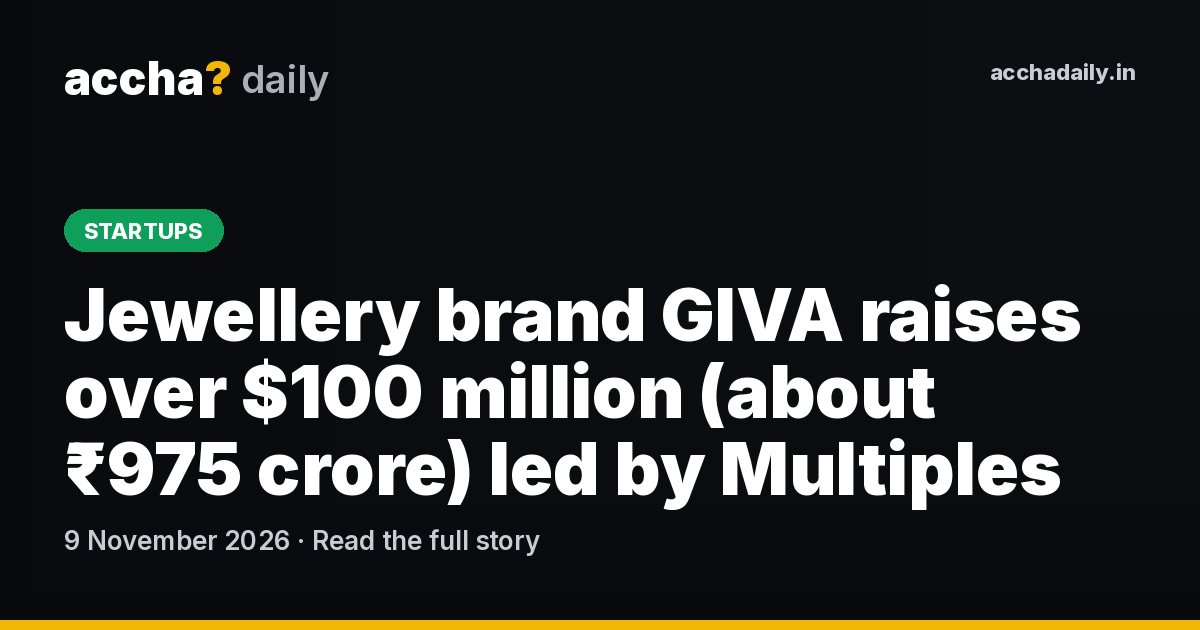 accha? daily
acchadaily.in
STARTUPS
Jewellery brand GIVA raises
over $100 million (about
₹975 crore) led by Multiples
9 November 2026 · Read the full story